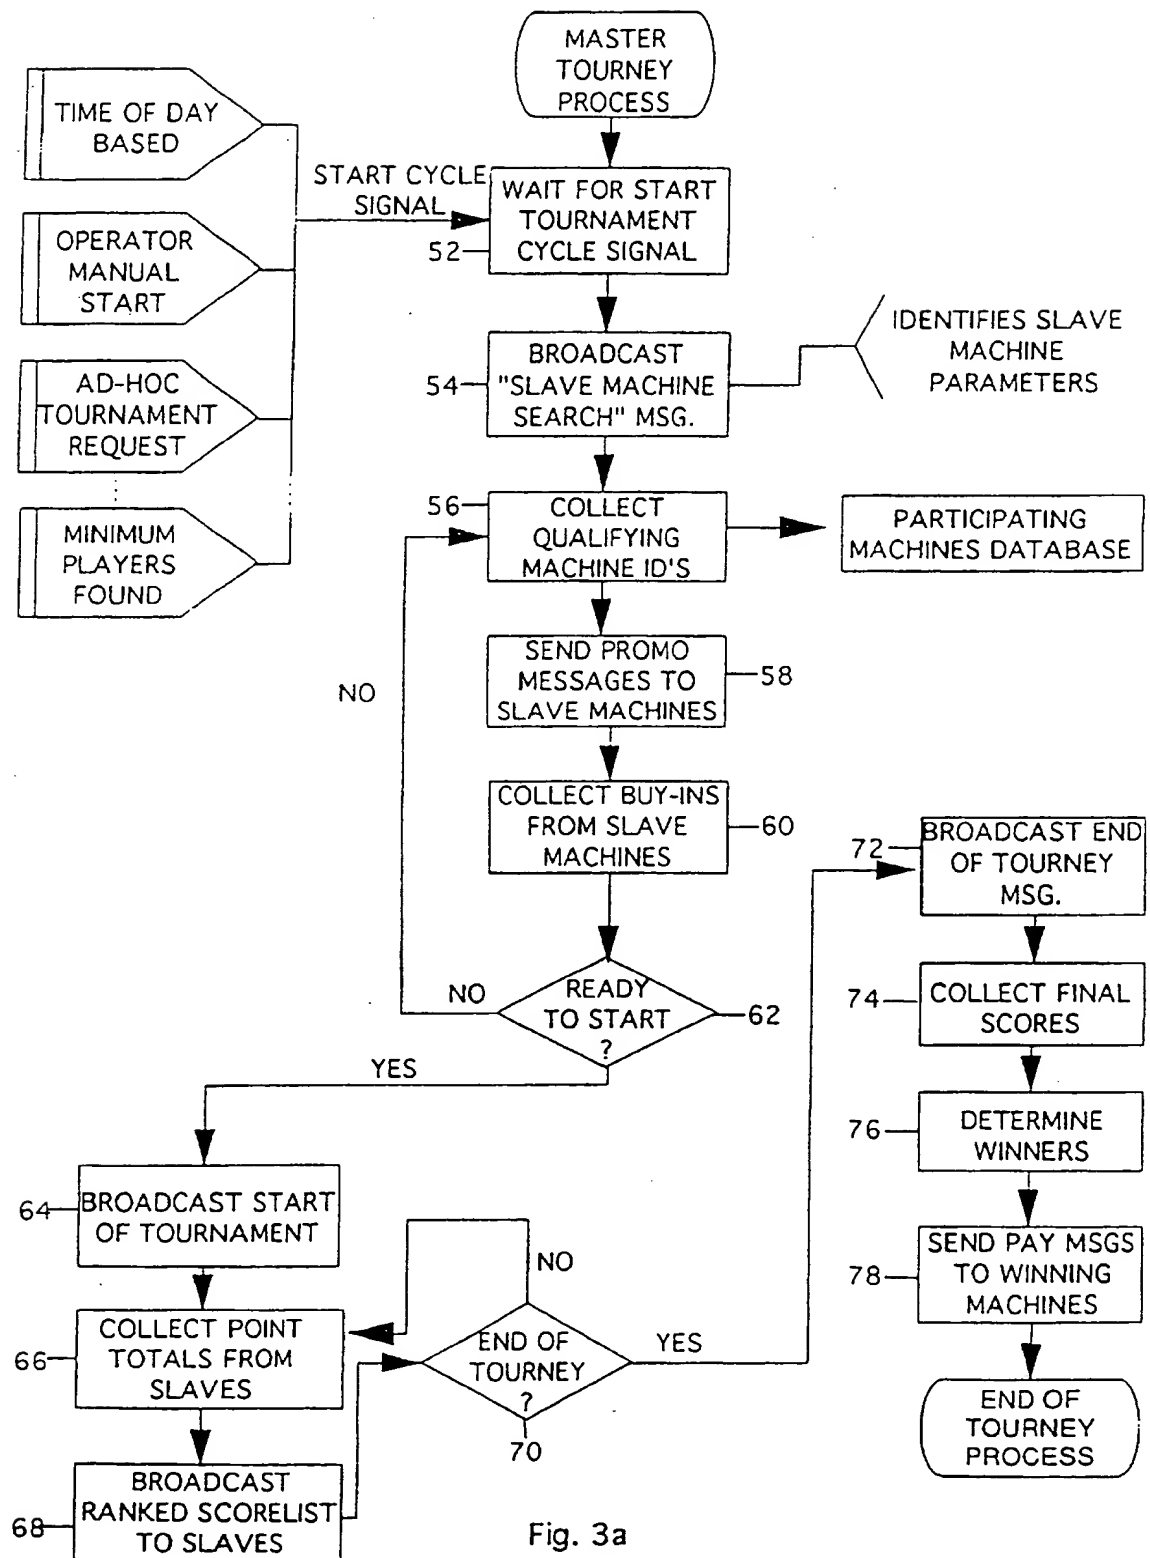 MASTER
TOURNEY
PROCESS
TIME OF DAY
BASED
OPERATOR
MANUAL
START
AD-HOC
TOURNAMENT
REQUEST
MINIMUM
PLAYERS
FOUND
START CYCLE
SIGNAL
WAIT FOR START
TOURNAMENT
CYCLE SIGNAL
52
BROADCAST
"SLAVE MACHINE
SEARCH" MSG.
54
IDENTIFIES SLAVE
MACHINE
PARAMETERS
56
COLLECT
QUALIFYING
MACHINE ID'S
PARTICIPATING
MACHINES DATABASE
SEND PROMO
MESSAGES TO
SLAVE MACHINES
58
NO
COLLECT BUY-INS
FROM SLAVE
MACHINES
60
READY
TO START
?
62
NO
YES
64
BROADCAST START
OF TOURNAMENT
COLLECT POINT
TOTALS FROM
SLAVES
66
BROADCAST
RANKED SCORELIST
TO SLAVES
68
NO
END OF
TOURNEY
?
70
YES
72
BROADCAST END
OF TOURNEY
MSG.
74
COLLECT FINAL
SCORES
76
DETERMINE
WINNERS
78
SEND PAY MSGS
TO WINNING
MACHINES
END OF
TOURNEY
PROCESS
Fig. 3a